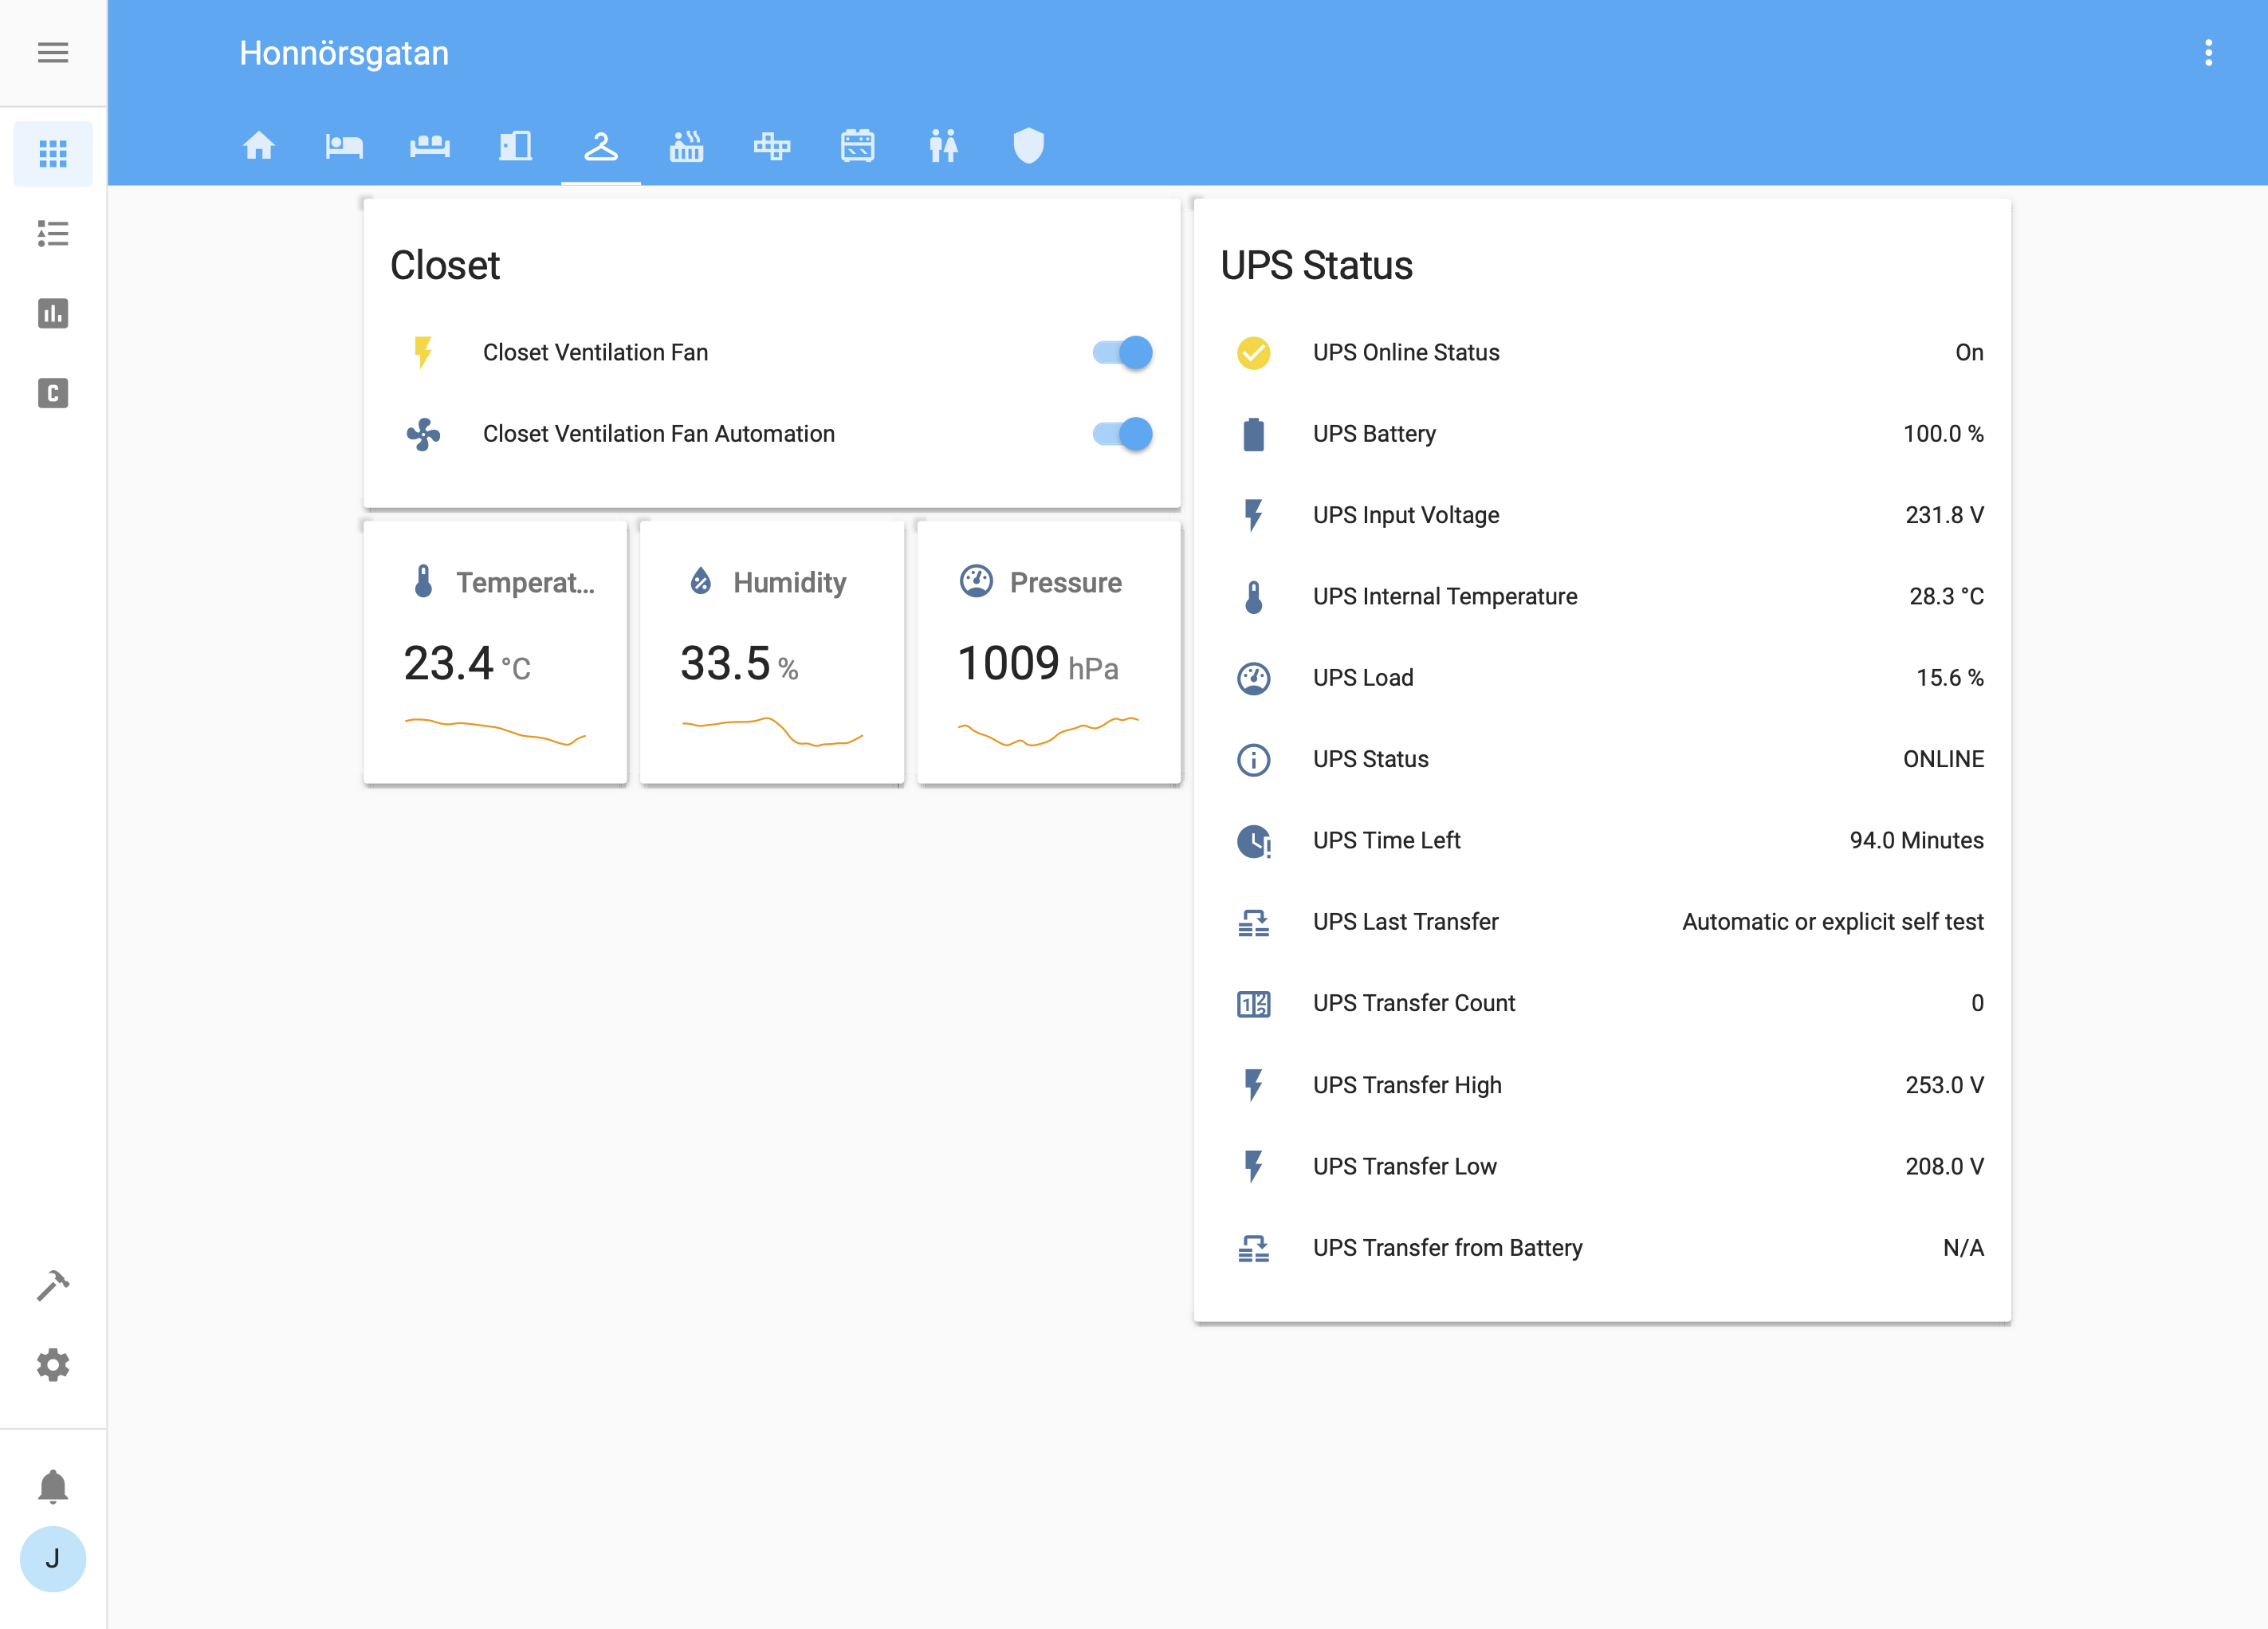 Honnörsgatan
Closet
Closet Ventilation Fan
Closet Ventilation Fan Automation
Temperat...
23.4 °C
Humidity
33.5 %
Pressure
1009 hPa
UPS Status
UPS Online Status On
UPS Battery 100.0 %
UPS Input Voltage 231.8 V
UPS Internal Temperature 28.3 °C
UPS Load 15.6 %
UPS Status ONLINE
UPS Time Left 94.0 Minutes
UPS Last Transfer Automatic or explicit self test
UPS Transfer Count 0
UPS Transfer High 253.0 V
UPS Transfer Low 208.0 V
UPS Transfer from Battery N/A
C
J